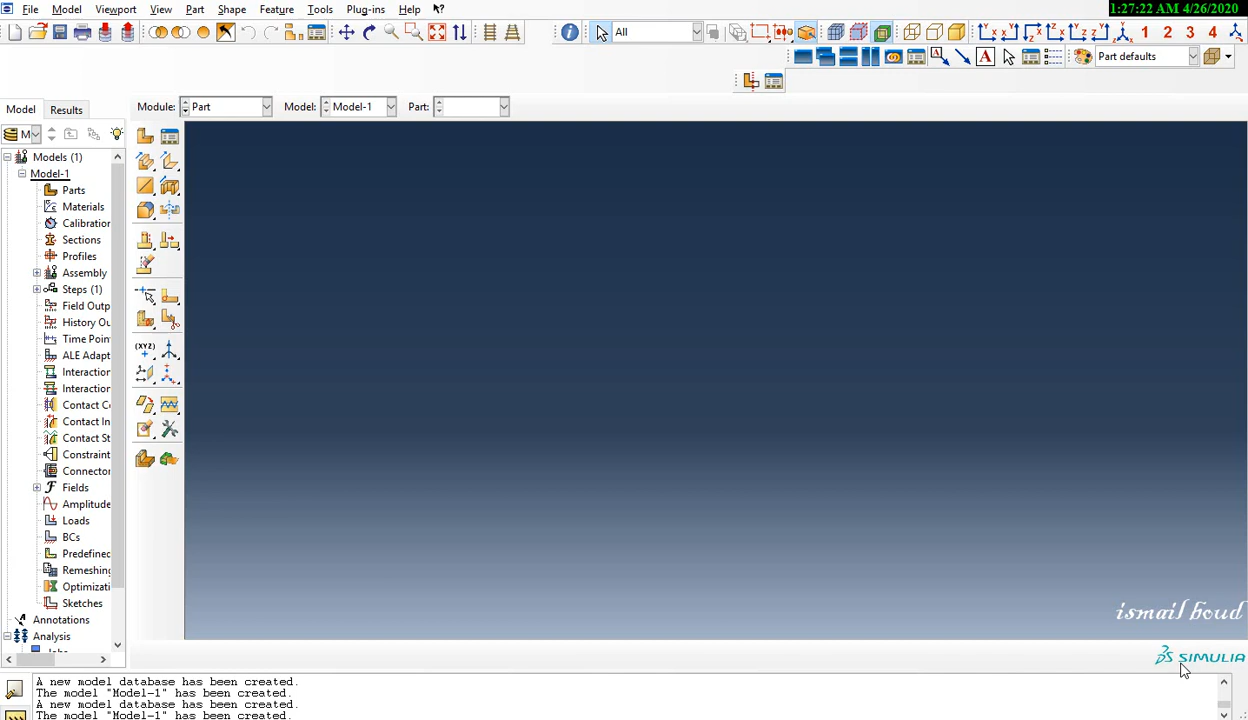 File Model Viewport View Part Shape Feature Tools Plug-ins Help
1:27:22 AM 4/26/2020
All
1 2 3 4
A Part defaults
Model Results
Module: Part Model: Model-1 Part:
M
Models (1)
Model-1
Parts
Materials
Calibration
Sections
Profiles
Assembly
Steps (1)
Field Outp
History Ou
Time Poin
ALE Adapt
Interaction
Interaction
Contact Co
Contact In
Contact St
Constraint
Connector
Fields
Amplitude
Loads
BCs
Predefined
Remeshing
Optimizati
Sketches
Annotations
Analysis
Jobs
(XYZ)
ismail boud
SIMULIA
A new model database has been created.
The model "Model-1" has been created.
A new model database has been created.
The model "Model-1" has been created.